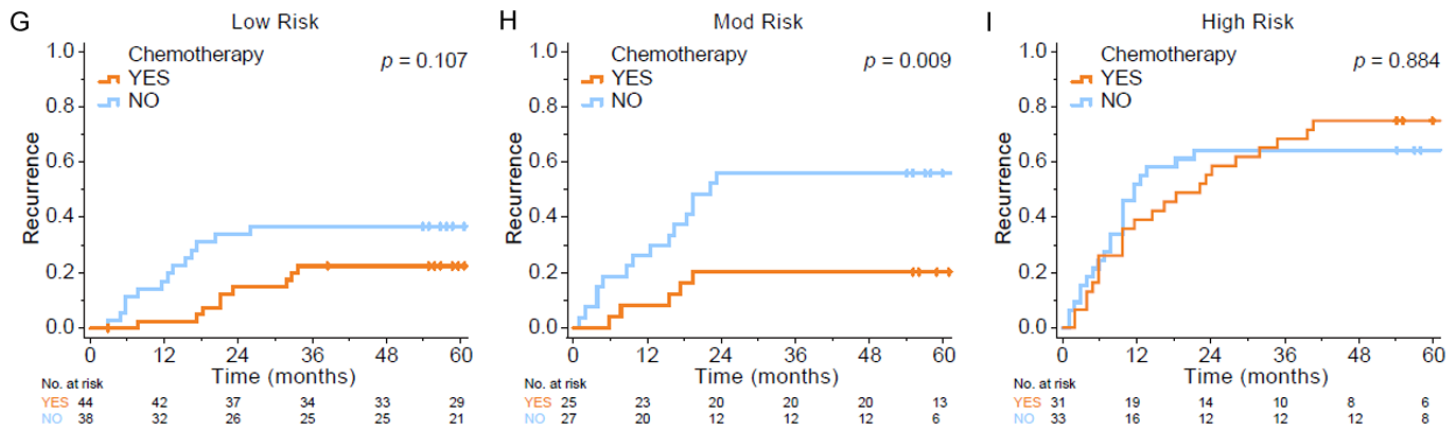 G
Low Risk
Chemotherapy
YES
NO
p = 0.107
1.0
0.8
0.6
0.4
0.2
0.0
Recurrence
0 12 24 36 48 60
Time (months)
No. at risk
YES 44 42 37 34 33 29
NO 38 32 26 25 25 21
H
Mod Risk
Chemotherapy
YES
NO
p = 0.009
1.0
0.8
0.6
0.4
0.2
0.0
Recurrence
0 12 24 36 48 60
Time (months)
No. at risk
YES 25 23 20 20 20 13
NO 27 20 12 12 12 6
I
High Risk
Chemotherapy
YES
NO
p = 0.884
1.0
0.8
0.6
0.4
0.2
0.0
Recurrence
0 12 24 36 48 60
Time (months)
No. at risk
YES 31 19 14 10 8 6
NO 33 16 12 12 12 8